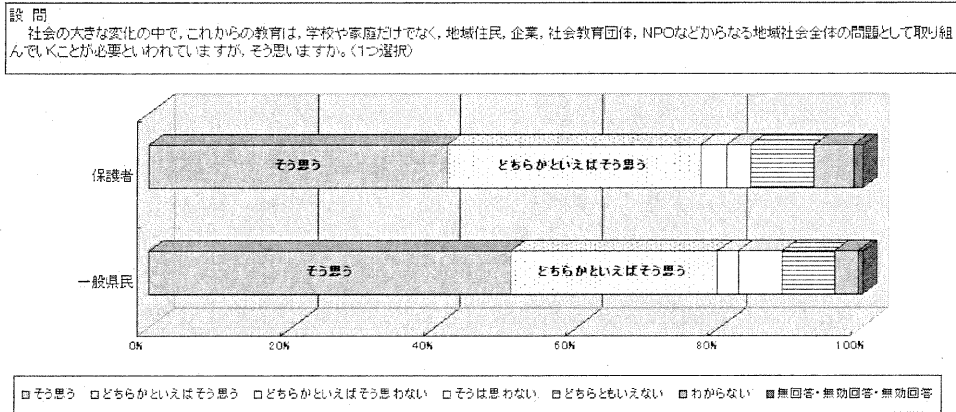 設 問
社会の大きな変化の中で，これからの教育は，学校や家庭だけでなく，地域住民，企業，社会教育団体，NPOなどからなる地域社会全体の問題として取り組
んでいくことが必要といわれていますが，そう思いますか。（1つ選択）
保護者
そう思う
どちらかといえばそう思う
一般県民
そう思う
どちらかといえばそう思う
0% 20% 40% 60% 80% 100%
そう思う どちらかといえばそう思う どちらかといえばそう思わない そうは思わない どちらともいえない わからない 無回答・無効回答・無効回答